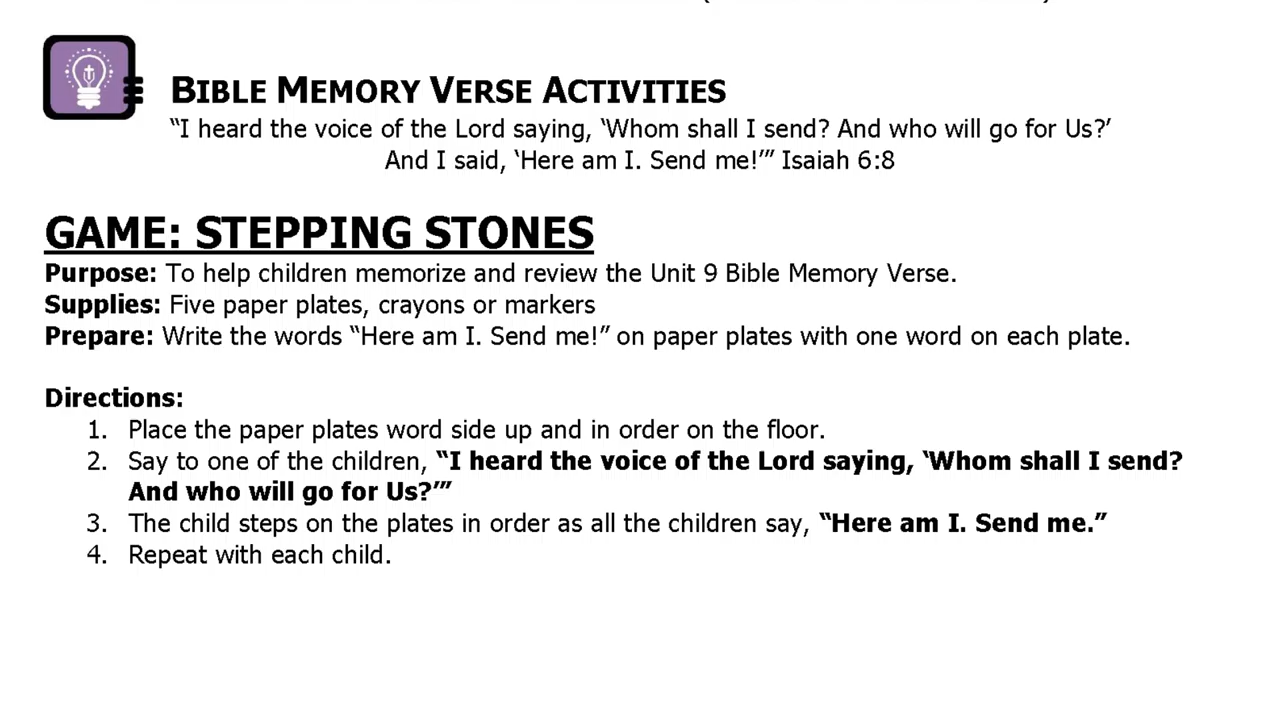 BIBLE MEMORY VERSE ACTIVITIES
“I heard the voice of the Lord saying, ‘Whom shall I send? And who will go for Us?’
And I said, ‘Here am I. Send me!’” Isaiah 6:8
GAME: STEPPING STONES
Purpose: To help children memorize and review the Unit 9 Bible Memory Verse.
Supplies: Five paper plates, crayons or markers
Prepare: Write the words “Here am I. Send me!” on paper plates with one word on each plate.
Directions:
1. Place the paper plates word side up and in order on the floor.
2. Say to one of the children, “I heard the voice of the Lord saying, ‘Whom shall I send?
And who will go for Us?’”
3. The child steps on the plates in order as all the children say, “Here am I. Send me.”
4. Repeat with each child.